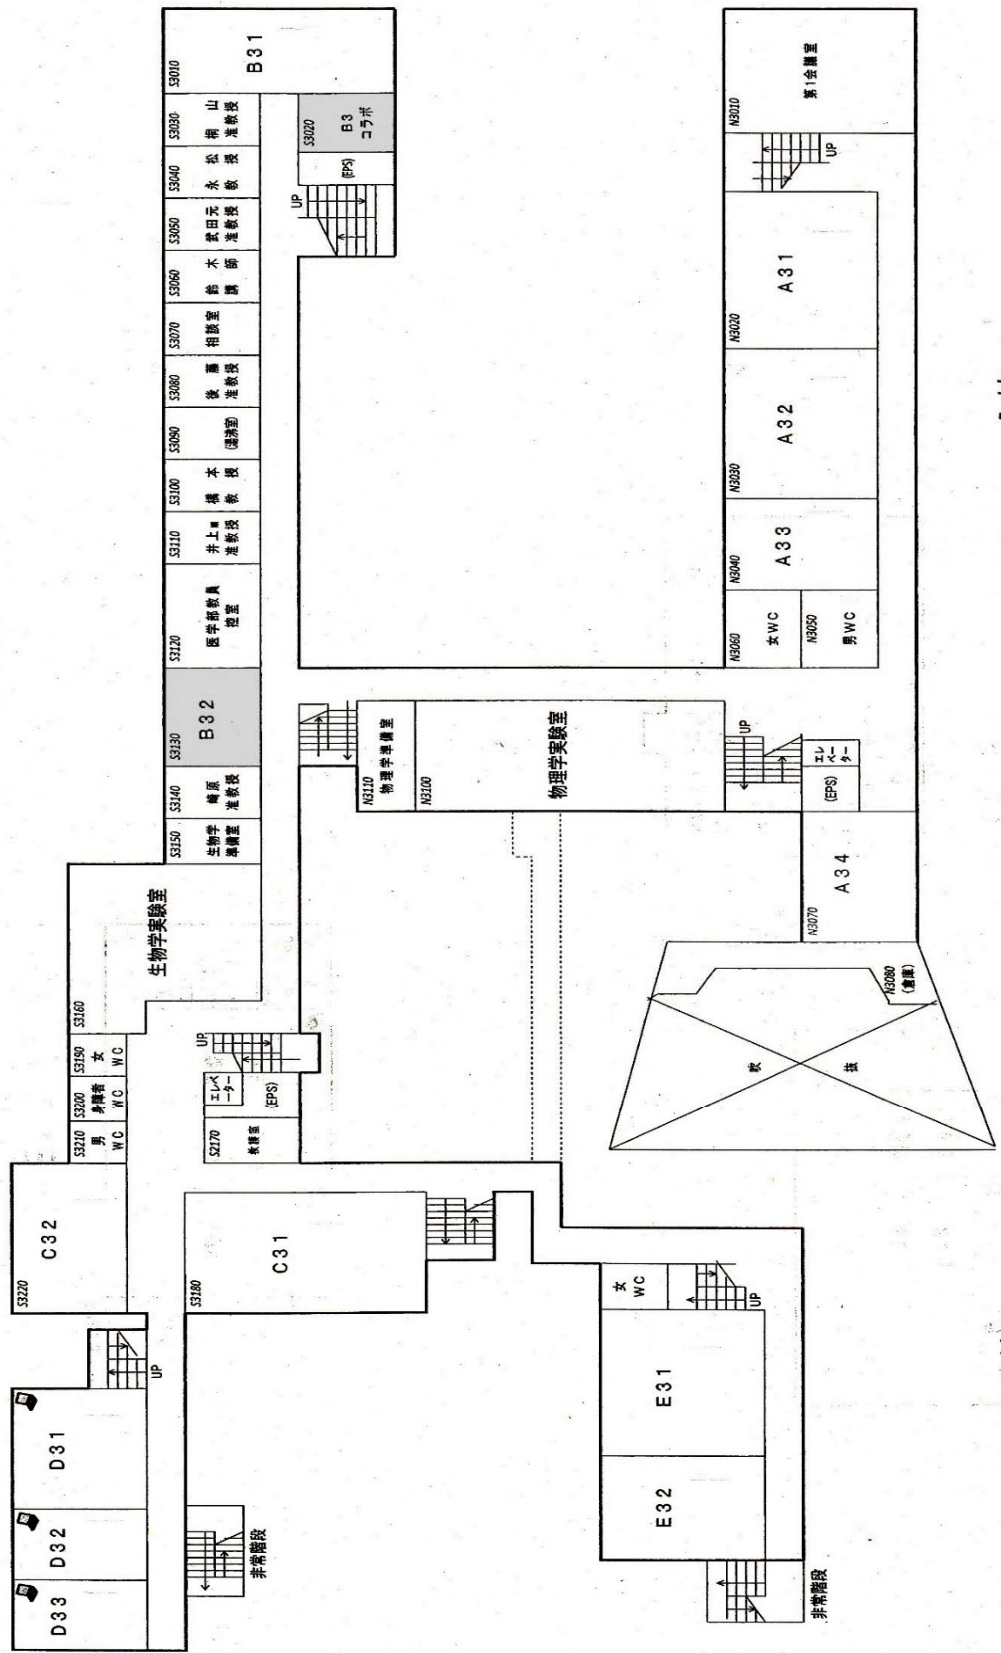 S3010
B31
S3030
桐 山
准教授
S3020
B3
コラボ
(EPS)
UP
S3040
永 松
教 授
S3050
武田元
准教授
S3060
鈴 木
講 師
S3070
相談室
S3080
後 藤
准教授
S3090
(湯沸室)
S3100
橋 本
教 授
S3110
井上
准教授
S3120
医学部教員
控室
S3130
B32
S3140
崎原
准教授
S3150
生物学
準備室
S3160
生物学実験室
S3190
女
WC
S3200
身障者
WC
S3210
男
WC
UP
エレベ
ーター
(EPS)
S2170
救護室
S3220
C32
S3180
C31
UP
D31
D32
D33
非常階段
N3010
第1会議室
UP
N3020
A31
N3030
A32
N3040
A33
N3060
女WC
N3050
男WC
N3110
物理学準備室
N3100
物理学実験室
UP
エレ
ベー
ター
(EPS)
N3070
A34
N3080
(倉庫)
吹
抜
女
WC
UP
E31
E32
非常階段